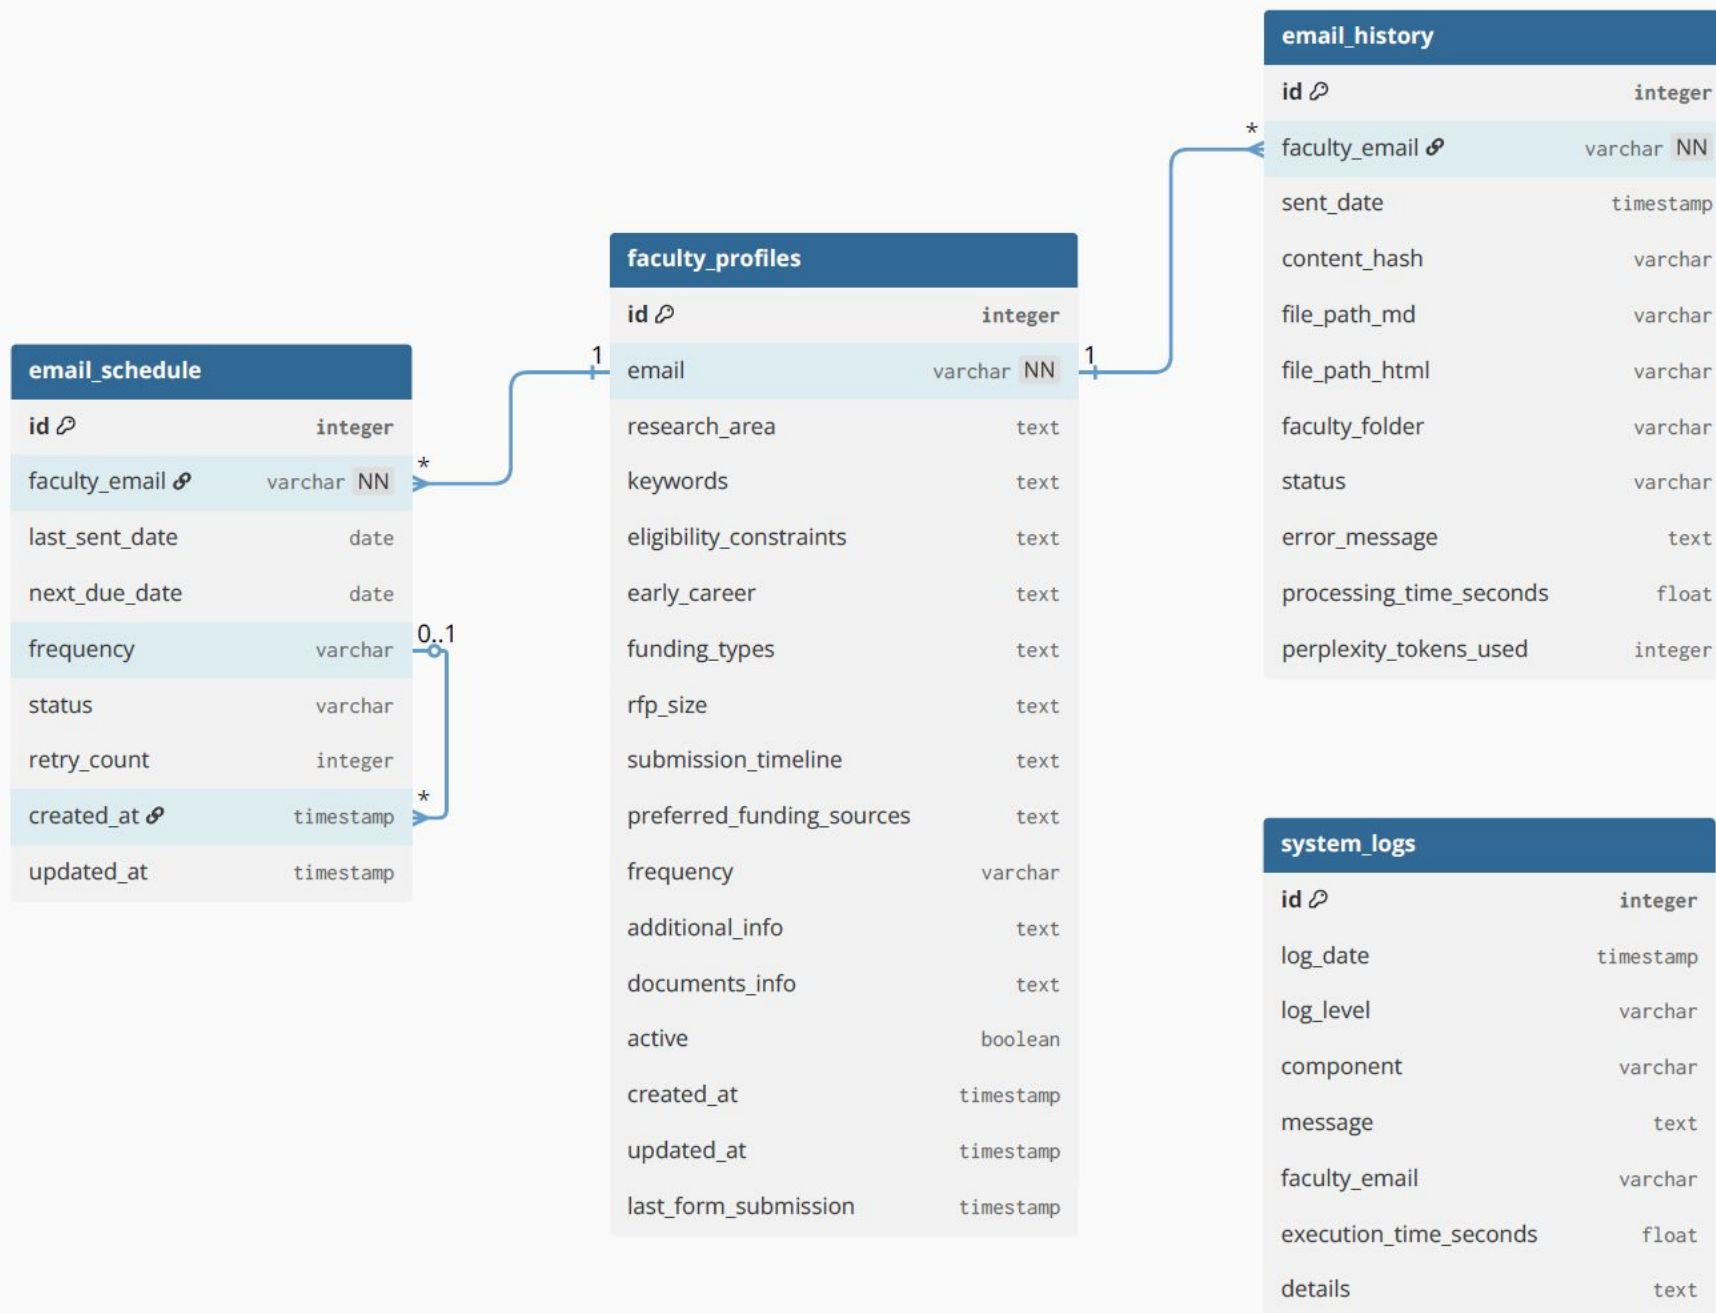 email_schedule
id integer
faculty_email varchar NN
last_sent_date date
next_due_date date
frequency varchar
status varchar
retry_count integer
created_at timestamp
updated_at timestamp
*
0..1
*
1
faculty_profiles
id integer
email varchar NN
research_area text
keywords text
eligibility_constraints text
early_career text
funding_types text
rfp_size text
submission_timeline text
preferred_funding_sources text
frequency varchar
additional_info text
documents_info text
active boolean
created_at timestamp
updated_at timestamp
last_form_submission timestamp
1
*
email_history
id integer
faculty_email varchar NN
sent_date timestamp
content_hash varchar
file_path_md varchar
file_path_html varchar
faculty_folder varchar
status varchar
error_message text
processing_time_seconds float
perplexity_tokens_used integer
system_logs
id integer
log_date timestamp
log_level varchar
component varchar
message text
faculty_email varchar
execution_time_seconds float
details text